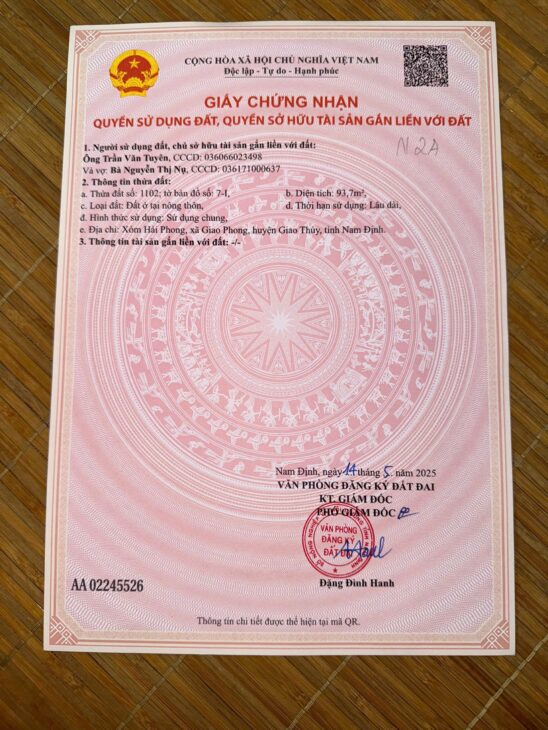 CỘNG HÒA XÃ HỘI CHỦ NGHĨA VIỆT NAM
Độc lập - Tự do - Hạnh phúc
GIẤY CHỨNG NHẬN
QUYỀN SỬ DỤNG ĐẤT, QUYỀN SỞ HỮU TÀI SẢN GẮN LIỀN VỚI ĐẤT
N2A
1. Người sử dụng đất, chủ sở hữu tài sản gắn liền với đất:
Ông Trần Văn Tuyên, CCCD: 036066023498
Và vợ: Bà Nguyễn Thị Nụ, CCCD: 036171000637
2. Thông tin thửa đất:
a. Thửa đất số: 1102; tờ bản đồ số: 7-I, b. Diện tích: 93,7m²,
c. Loại đất: Đất ở tại nông thôn, d. Thời hạn sử dụng: Lâu dài,
đ. Hình thức sử dụng: Sử dụng chung,
e. Địa chỉ: Xóm Hải Phong, xã Giao Phong, huyện Giao Thủy, tỉnh Nam Định.
3. Thông tin tài sản gắn liền với đất: -/-
Nam Định, ngày 14 tháng 5. năm 2025
VĂN PHÒNG ĐĂNG KÝ ĐẤT ĐAI
KT. GIÁM ĐỐC
PHÓ GIÁM ĐỐC
VĂN PHÒNG
ĐĂNG KÝ
ĐẤT
Đặng Đình Hanh
AA 02245526
Thông tin chi tiết được thể hiện tại mã QR.